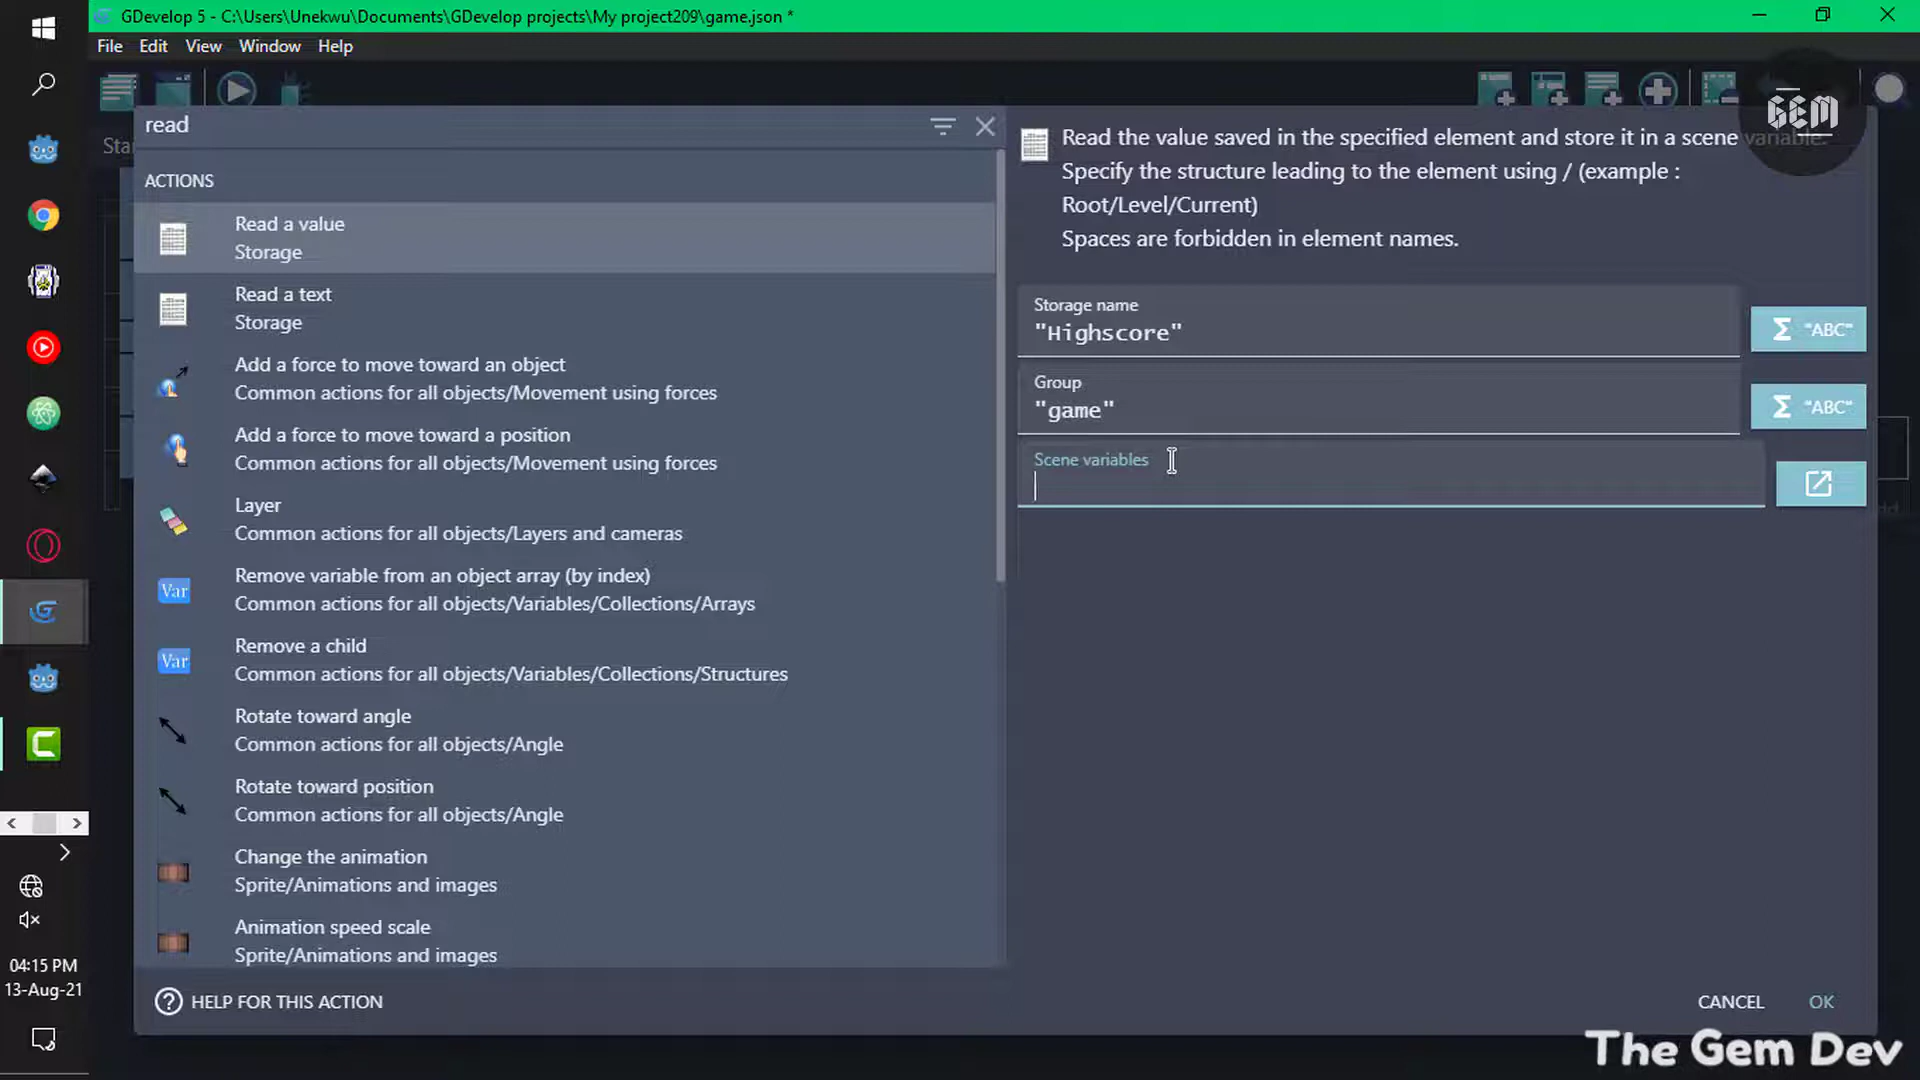 GDevelop 5 - C:\Users\Unekwu\Documents\GDevelop projects\My project209\game.json *
File Edit View Window Help
GEM
read
Read the value saved in the specified element and store it in a scene variable.
Specify the structure leading to the element using / (example :
Root/Level/Current)
Spaces are forbidden in element names.
ACTIONS
Read a value
Storage
Read a text
Storage
Add a force to move toward an object
Common actions for all objects/Movement using forces
Add a force to move toward a position
Common actions for all objects/Movement using forces
Layer
Common actions for all objects/Layers and cameras
Var
Remove variable from an object array (by index)
Common actions for all objects/Variables/Collections/Arrays
Var
Remove a child
Common actions for all objects/Variables/Collections/Structures
Rotate toward angle
Common actions for all objects/Angle
Rotate toward position
Common actions for all objects/Angle
Change the animation
Sprite/Animations and images
Animation speed scale
Sprite/Animations and images
Storage name
"Highscore"
Σ "ABC"
Group
"game"
Σ "ABC"
Scene variables
HELP FOR THIS ACTION
CANCEL OK
04:15 PM
13-Aug-21
The Gem Dev